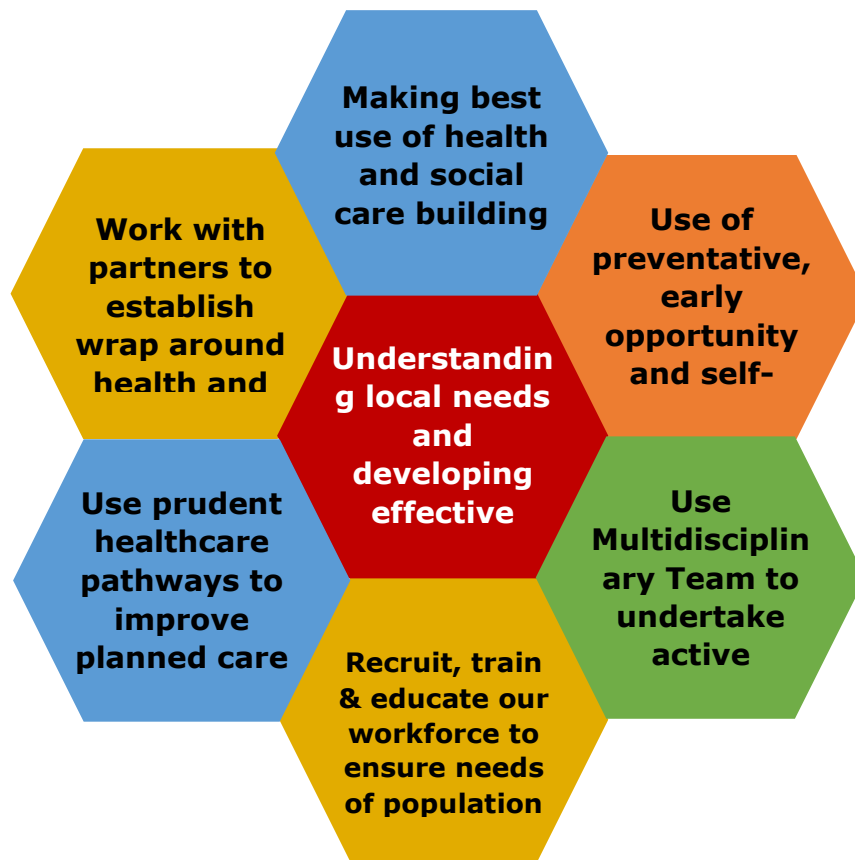 Making best
use of health
and social
care building
Work with
partners to
establish
wrap around
health and
Use of
preventative,
early
opportunity
and self-
Understandin
g local needs
and
developing
effective
Use prudent
healthcare
pathways to
improve
planned care
Use
Multidisciplin
ary Team to
undertake
active
Recruit, train
& educate our
workforce to
ensure needs
of population